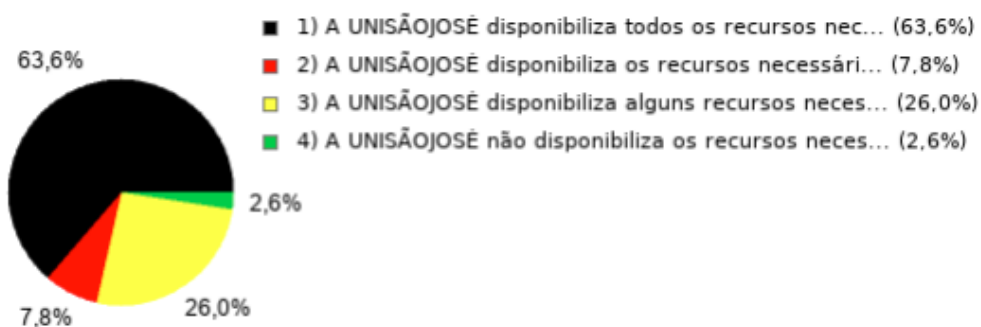 1) A UNISÃOJOSÉ disponibiliza todos os recursos nec... (63,6%)
63,6%
2) A UNISÃOJOSÉ disponibiliza os recursos necessári... (7,8%)
3) A UNISÃOJOSÉ disponibiliza alguns recursos neces... (26,0%)
4) A UNISÃOJOSÉ não disponibiliza os recursos neces... (2,6%)
2,6%
26,0%
7,8%